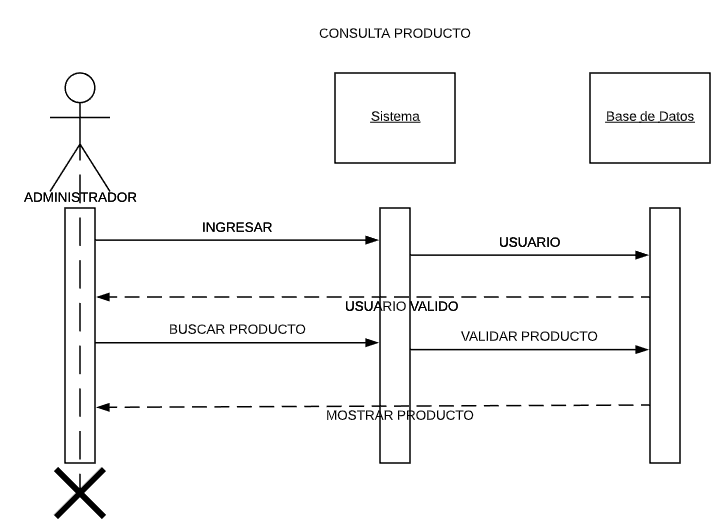 CONSULTA PRODUCTO
Sistema
Base de Datos
ADMINISTRADOR
INGRESAR
USUARIO
USUARIO VALIDO
BUSCAR PRODUCTO
VALIDAR PRODUCTO
MOSTRAR PRODUCTO